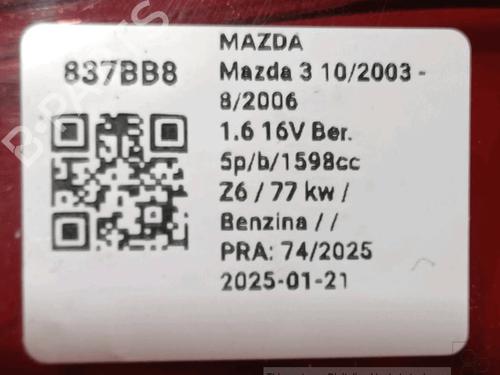 837BB8
MAZDA
Mazda 3 10/2003 -
8/2006
1.6 16V Ber.
5p/b/1598cc
Z6 / 77 kw /
Benzina / /
PRA: 74/2025
2025-01-21
B-PARTS